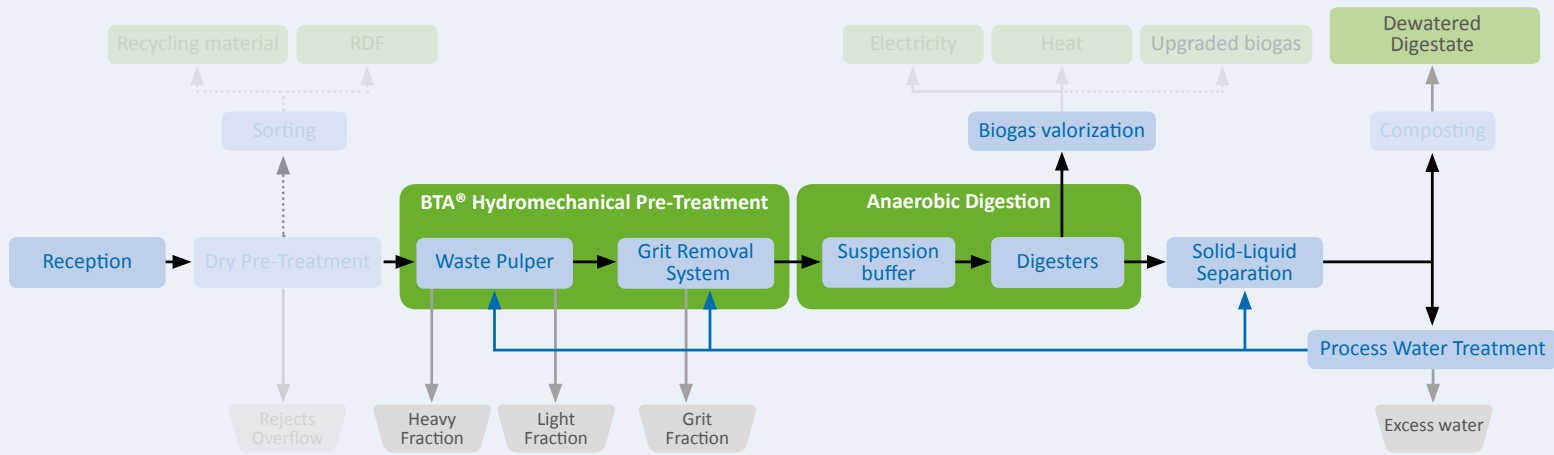 Recycling material
RDF
Electricity
Heat
Upgraded biogas
Dewatered
Digestate
Sorting
Biogas valorization
Composting
BTA® Hydromechanical Pre-Treatment
Anaerobic Digestion
Reception
Dry Pre-Treatment
Waste Pulper
Grit Removal
System
Suspension
buffer
Digesters
Solid-Liquid
Separation
Process Water Treatment
Rejects
Overflow
Heavy
Fraction
Light
Fraction
Grit
Fraction
Excess water